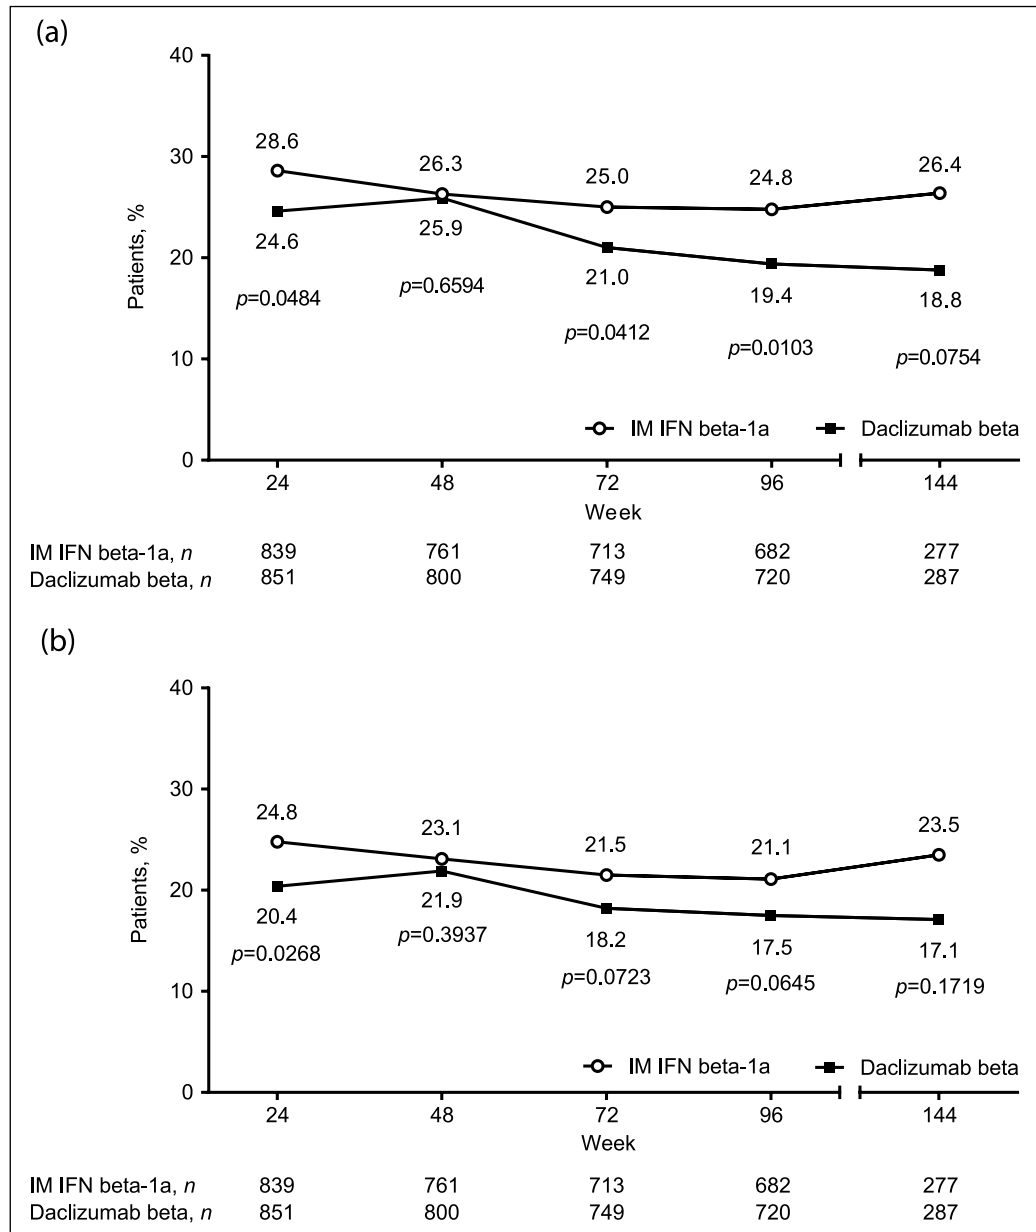 (a)
40
30
20
10
0
Patients, %
28.6 26.3 25.0 24.8 26.4
24.6 25.9 21.0 19.4 18.8
p=0.0484 p=0.6594 p=0.0412 p=0.0103 p=0.0754
IM IFN beta-1a Daclizumab beta
24 48 72 96 144
Week
IM IFN beta-1a, n 839 761 713 682 277
Daclizumab beta, n 851 800 749 720 287
(b)
40
30
20
10
0
Patients, %
24.8 23.1 21.5 21.1 23.5
20.4 21.9 18.2 17.5 17.1
p=0.0268 p=0.3937 p=0.0723 p=0.0645 p=0.1719
IM IFN beta-1a Daclizumab beta
24 48 72 96 144
Week
IM IFN beta-1a, n 839 761 713 682 277
Daclizumab beta, n 851 800 749 720 287